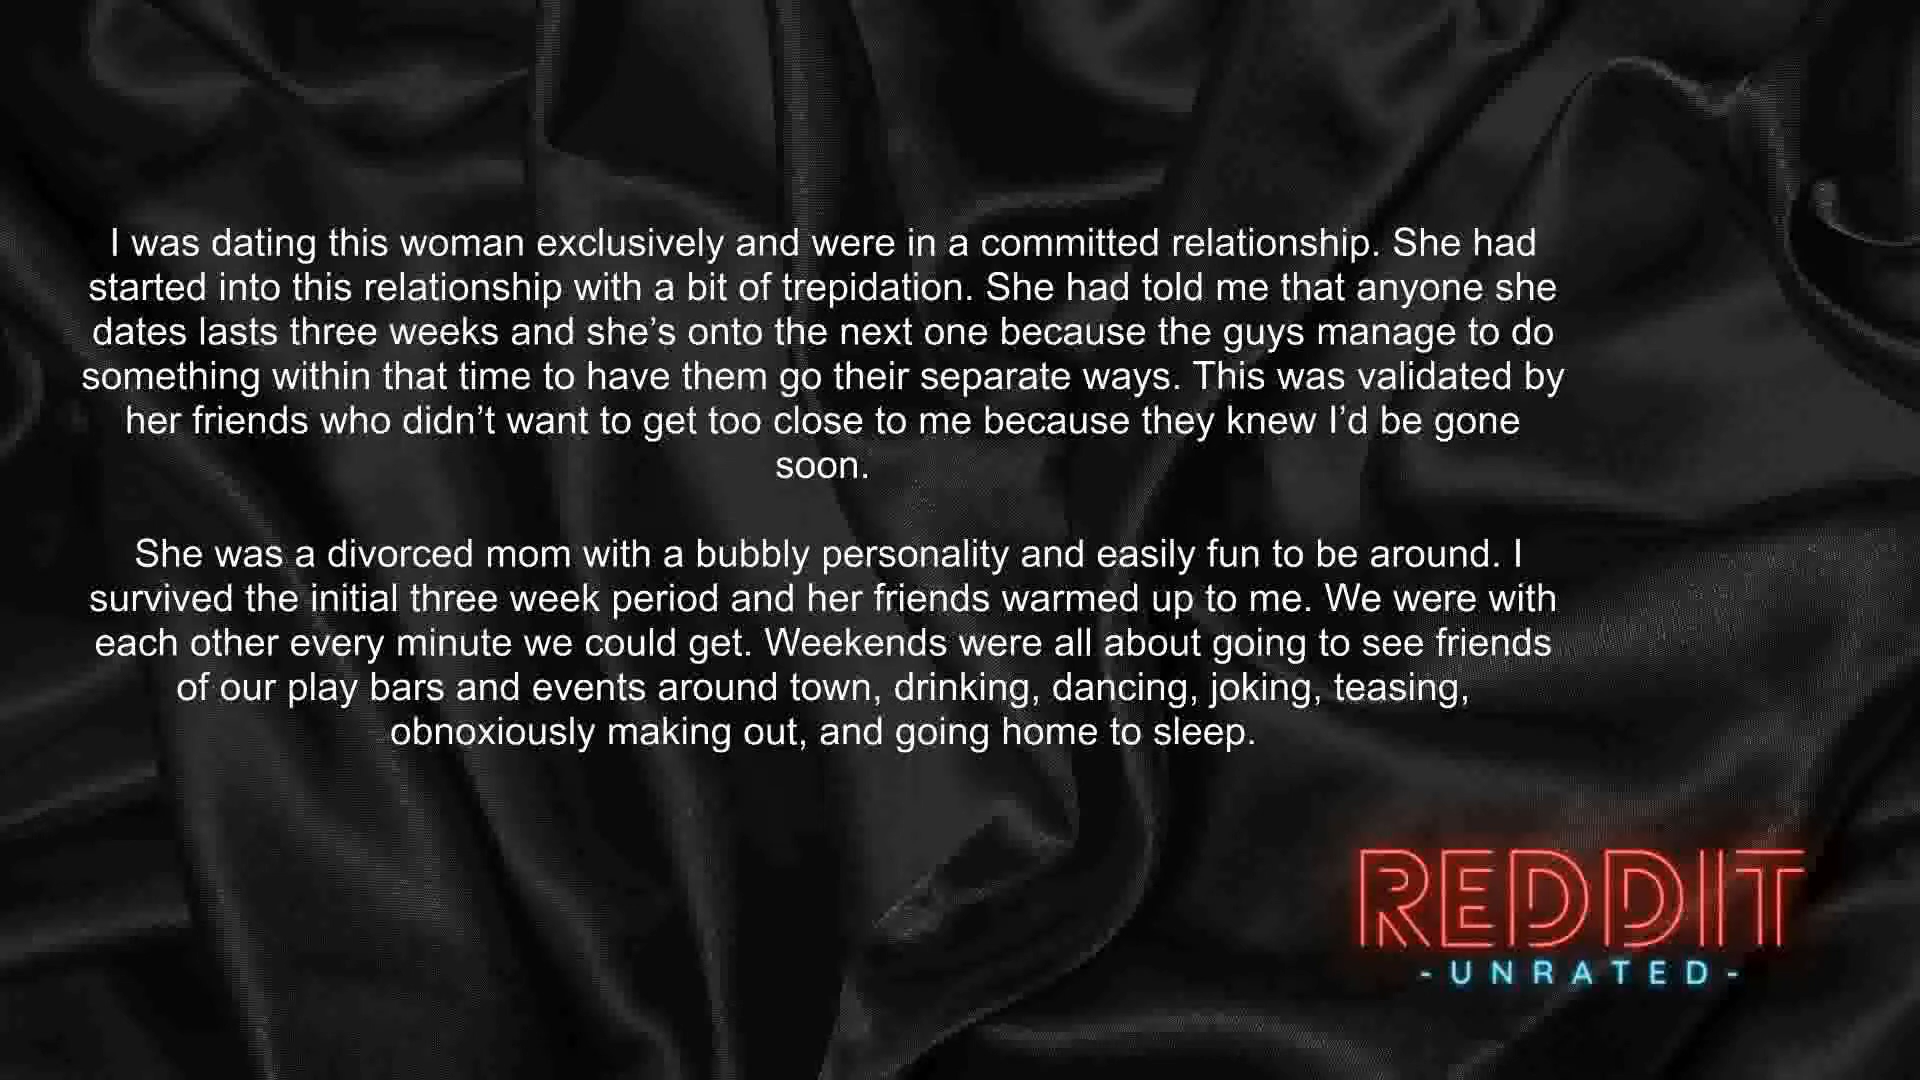 I was dating this woman exclusively and were in a committed relationship. She had
started into this relationship with a bit of trepidation. She had told me that anyone she
dates lasts three weeks and she’s onto the next one because the guys manage to do
something within that time to have them go their separate ways. This was validated by
her friends who didn’t want to get too close to me because they knew I’d be gone
soon.
She was a divorced mom with a bubbly personality and easily fun to be around. I
survived the initial three week period and her friends warmed up to me. We were with
each other every minute we could get. Weekends were all about going to see friends
of our play bars and events around town, drinking, dancing, joking, teasing,
obnoxiously making out, and going home to sleep.
REDDIT
-UNRATED-